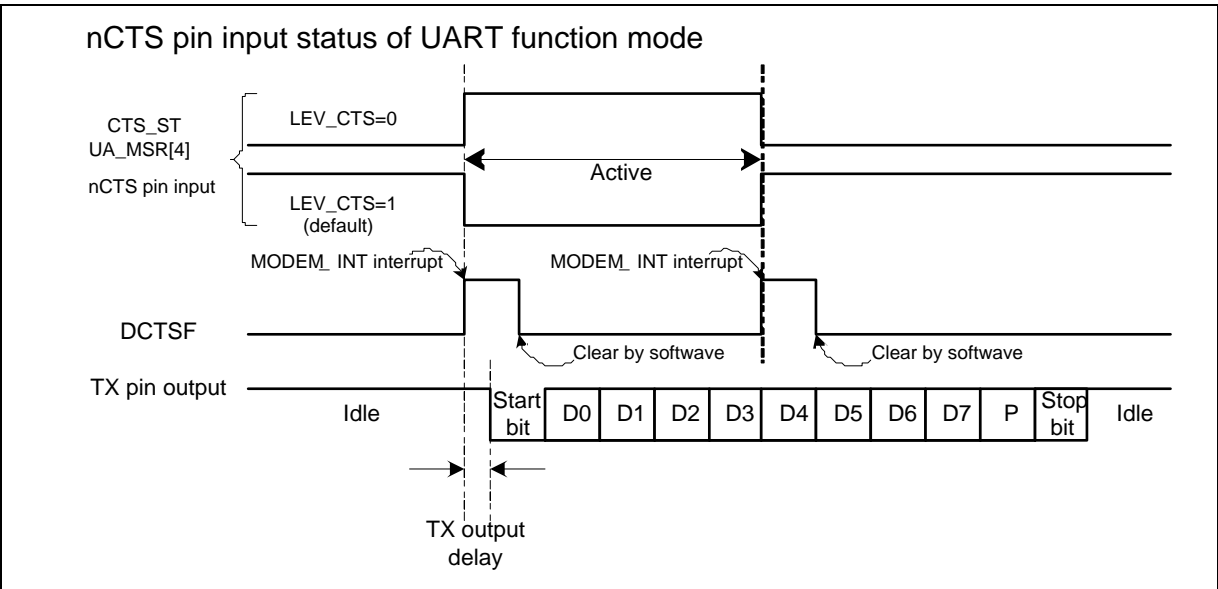 nCTS pin input status of UART function mode
CTS_ST
UA_MSR[4]
nCTS pin input
LEV_CTS=0
Active
LEV_CTS=1
(default)
MODEM_ INT interrupt
MODEM_ INT interrupt
DCTSF
Clear by softwave
Clear by softwave
TX pin output
Idle
Start
bit
D0
D1
D2
D3
D4
D5
D6
D7
P
Stop
bit
Idle
TX output
delay